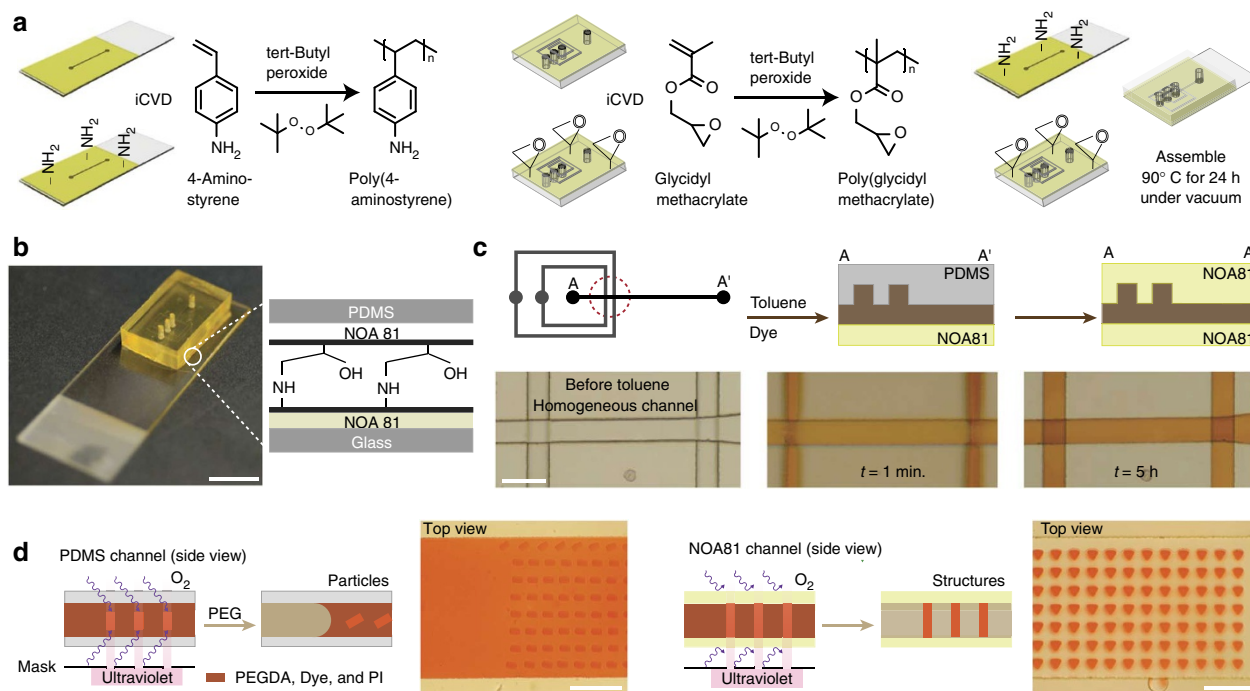 a
iCVD
–NH2
–NH2
–NH2
NH2
4-Amino-
styrene
tert-Butyl
peroxide
O
O
n
NH2
Poly(4-
aminostyrene)
iCVD
O
O
O
O
O
O
Glycidyl
methacrylate
tert-Butyl
peroxide
O
O
n
O
O
O
Poly(glycidyl
methacrylate)
–NH2
–NH2
–NH2
O
O
O
Assemble
90° C for 24 h
under vacuum
b
PDMS
NOA 81
NH
OH
NH
OH
NOA 81
Glass
c
A
A'
Toluene
Dye
A
A'
PDMS
NOA81
A
A
NOA81
NOA81
Before toluene
Homogeneous channel
t = 1 min.
t = 5 h
d
PDMS channel (side view)
O2
PEG
Particles
Mask
Ultraviolet
PEGDA, Dye, and PI
Top view
NOA81 channel (side view)
O2
Structures
Ultraviolet
Top view